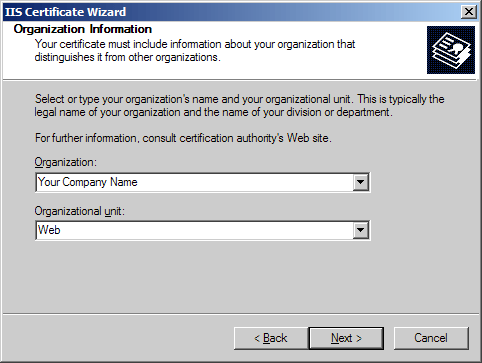 IIS Certificate Wizard
Organization Information
Your certificate must include information about your organization that
distinguishes it from other organizations.
Select or type your organization's name and your organizational unit. This is typically the
legal name of your organization and the name of your division or department.
For further information, consult certification authority's Web site.
Organization:
Your Company Name
Organizational unit:
Web
< Back
Next >
Cancel